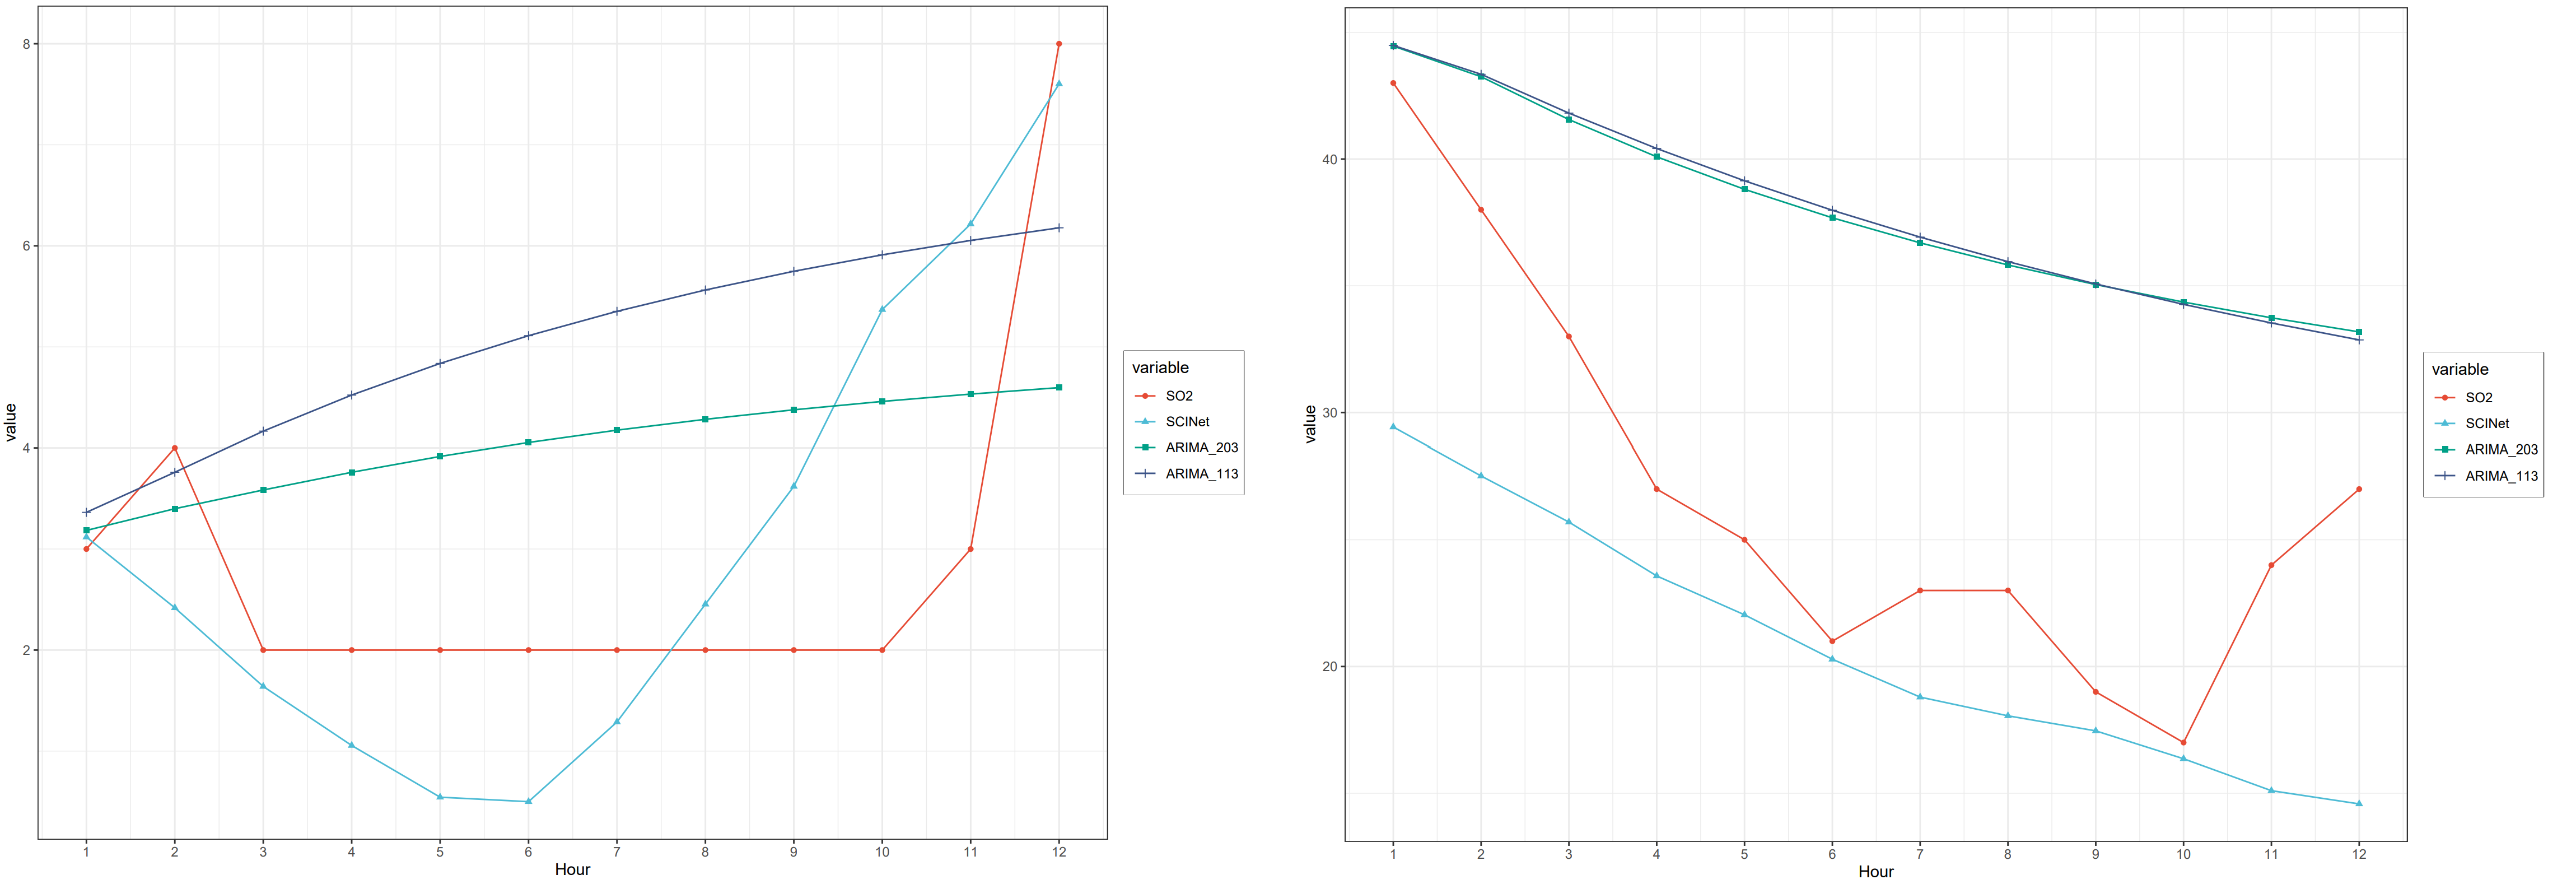 8
6
4
2
value
1 2 3 4 5 6 7 8 9 10 11 12
Hour
variable
SO2
SCINet
ARIMA_203
ARIMA_113
40
30
20
value
1 2 3 4 5 6 7 8 9 10 11 12
Hour
variable
SO2
SCINet
ARIMA_203
ARIMA_113